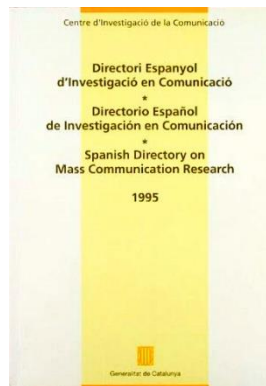 Centre d'Investigació de la Comunicació
Directori Espanyol
d'Investigació en Comunicació
*
Directorio Español
de Investigación en Comunicación
*
Spanish Directory on
Mass Communication Research
1995
Generalitat de Catalunya